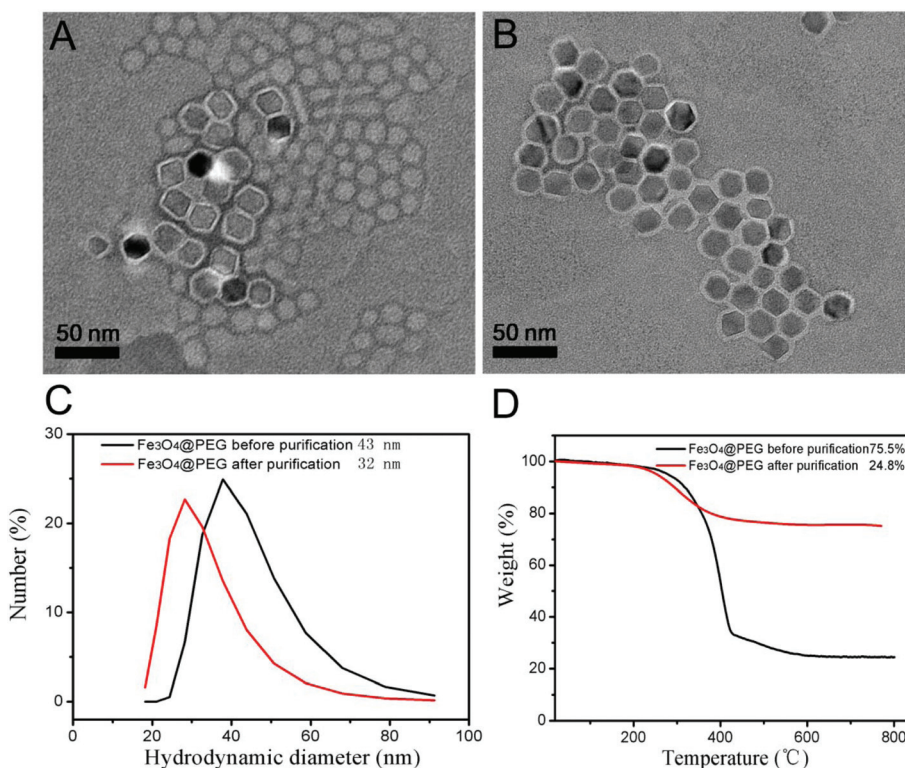 A
B
50 nm
50 nm
C
D
Fe3O4@PEG before purification 43 nm
Fe3O4@PEG after purification 32 nm
30
20
10
0
Number (%)
0 20 40 60 80 100
Hydrodynamic diameter (nm)
Fe3O4@PEG before purification75.5%
Fe3O4@PEG after purification 24.8%
100
80
60
40
20
0
Weight (%)
200 400 600 800
Temperature (℃)